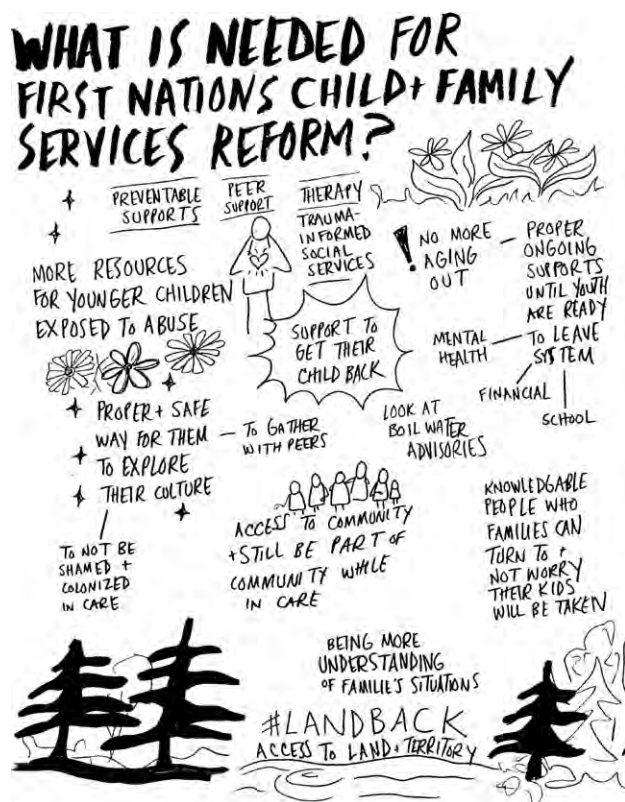 WHAT IS NEEDED FOR
FIRST NATIONS CHILD + FAMILY
SERVICES REFORM?
PREVENTABLE
SUPPORTS
PEER
SUPPORT
THERAPY
TRAUMA-
INFORMED
SOCIAL
SERVICES
! NO MORE
AGING
OUT
PROPER
ONGOING
SUPPORTS
UNTIL YOUTH
ARE READY
TO LEAVE
SYSTEM
MENTAL
HEALTH
FINANCIAL
SCHOOL
MORE RESOURCES
FOR YOUNGER CHILDREN
EXPOSED TO ABUSE
SUPPORT TO
GET THEIR
CHILD BACK
PROPER + SAFE
WAY FOR THEM
TO EXPLORE
THEIR CULTURE
TO GATHER
WITH PEERS
LOOK AT
BOIL WATER
ADVISORIES
TO NOT BE
SHAMED +
COLONIZED
IN CARE
ACCESS TO COMMUNITY
+ STILL BE PART OF
COMMUNITY WHILE
IN CARE
KNOWLEDGABLE
PEOPLE WHO
FAMILIES CAN
TURN TO +
NOT WORRY
THEIR KIDS
WILL BE TAKEN
BEING MORE
UNDERSTANDING
OF FAMILIE'S SITUATIONS
#LANDBACK
ACCESS TO LAND + TERRITORY